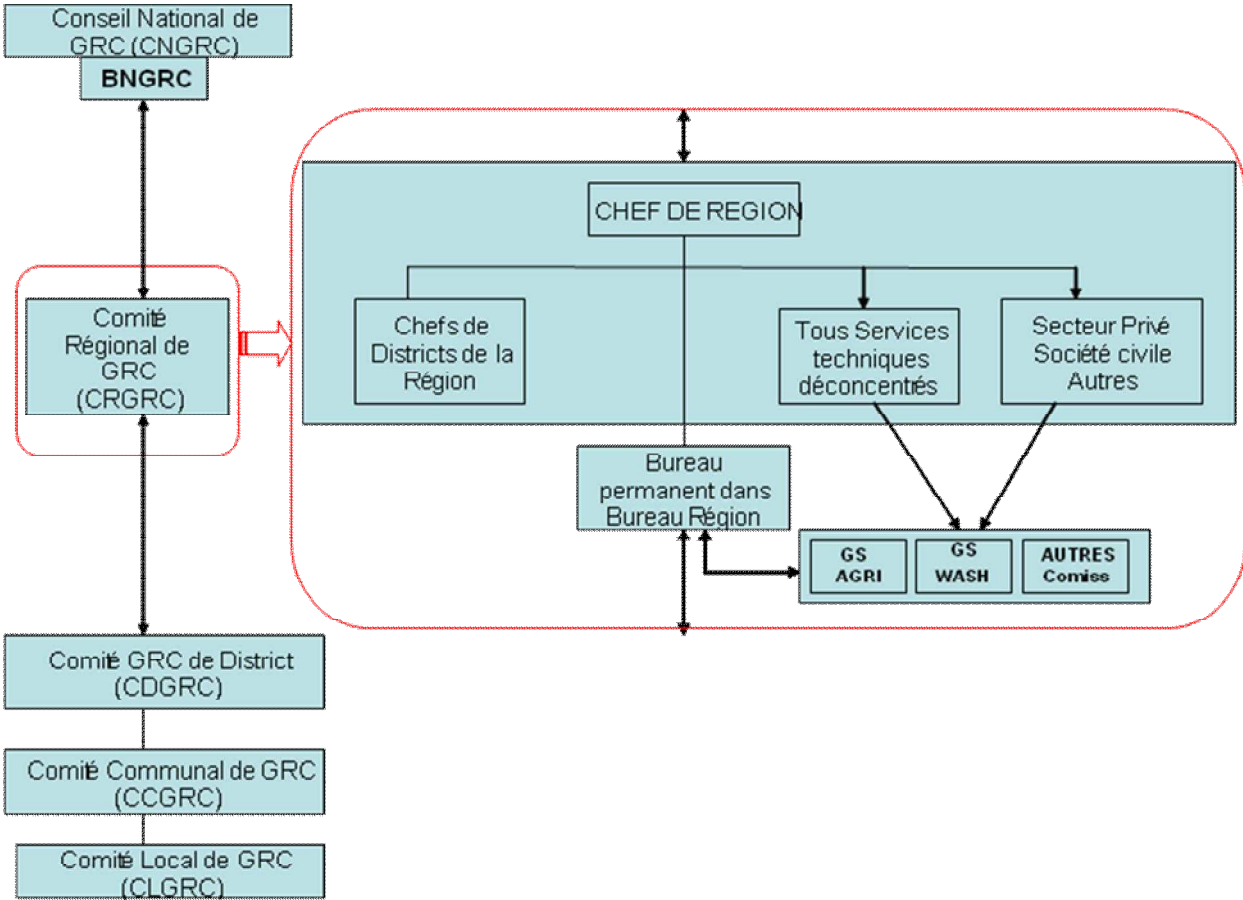 Conseil National de
GRC (CNGRC)
BNGRC
Comité
Régional de
GRC
(CRGRC)
Comité GRC de District
(CDGRC)
Comité Communal de GRC
(CCGRC)
Comité Local de GRC
(CLGRC)
CHEF DE REGION
Chefs de
Districts de la
Région
Tous Services
techniques
déconcentrés
Secteur Privé
Société civile
Autres
Bureau
permanent dans
Bureau Région
GS
AGRI
GS
WASH
AUTRES
Comiss